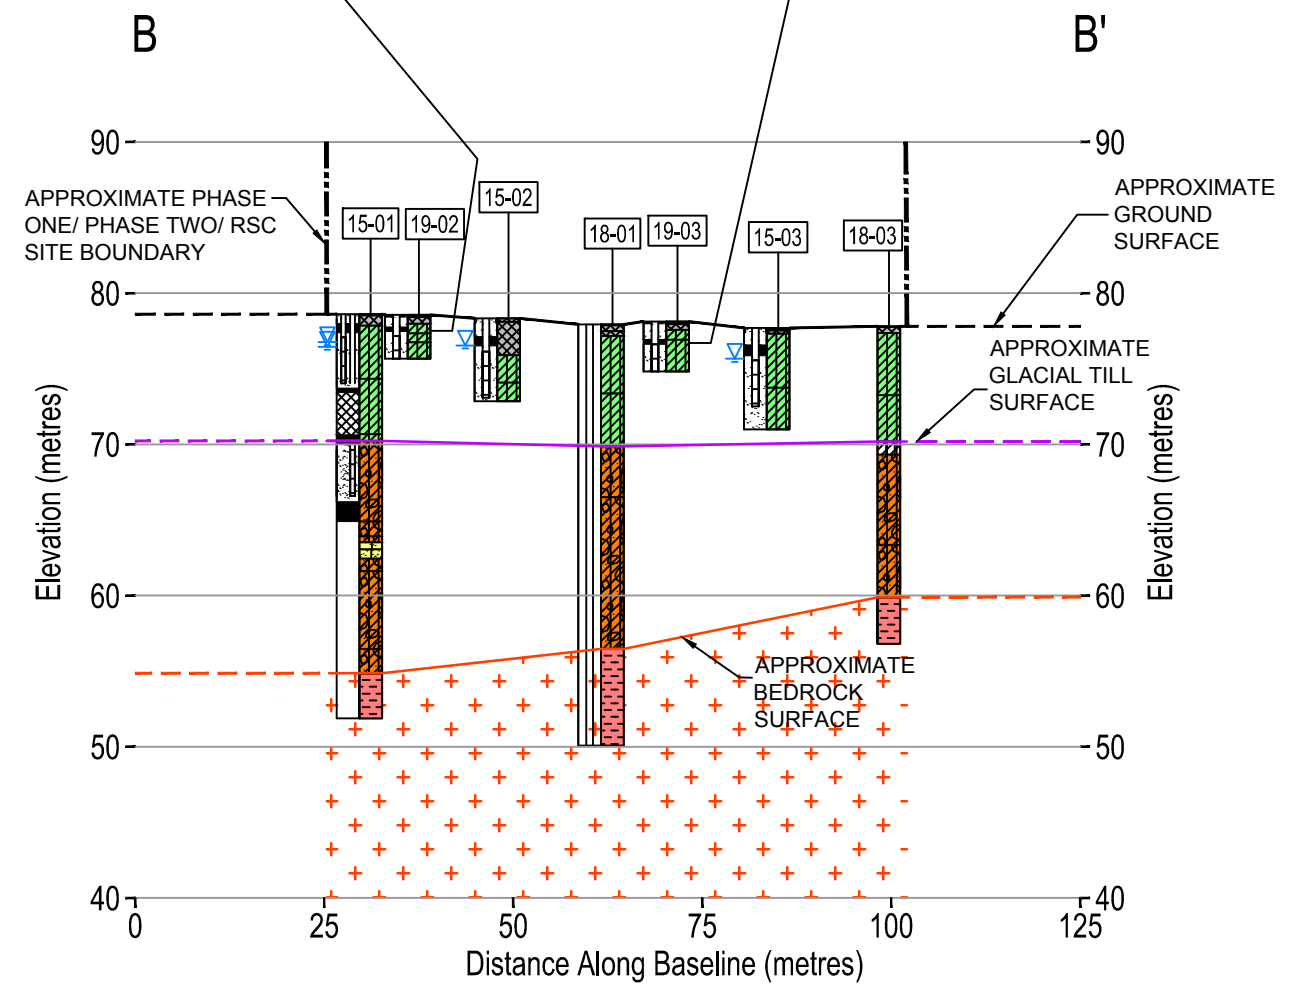 B
B'
90
90
APPROXIMATE PHASE
ONE/ PHASE TWO/ RSC
SITE BOUNDARY
15-01
19-02
15-02
18-01
19-03
15-03
18-03
APPROXIMATE
GROUND
SURFACE
80
80
APPROXIMATE
GLACIAL TILL
SURFACE
70
70
Elevation (metres)
Elevation (metres)
60
60
APPROXIMATE
BEDROCK
SURFACE
50
50
40
40
0
25
50
75
100
125
Distance Along Baseline (metres)